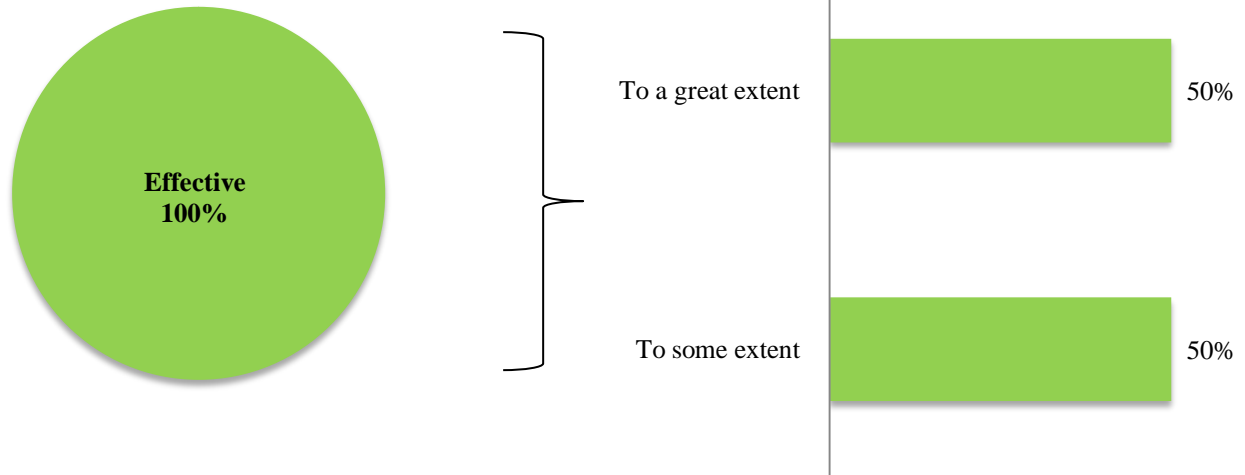 Effective
100%
To a great extent
50%
To some extent
50%